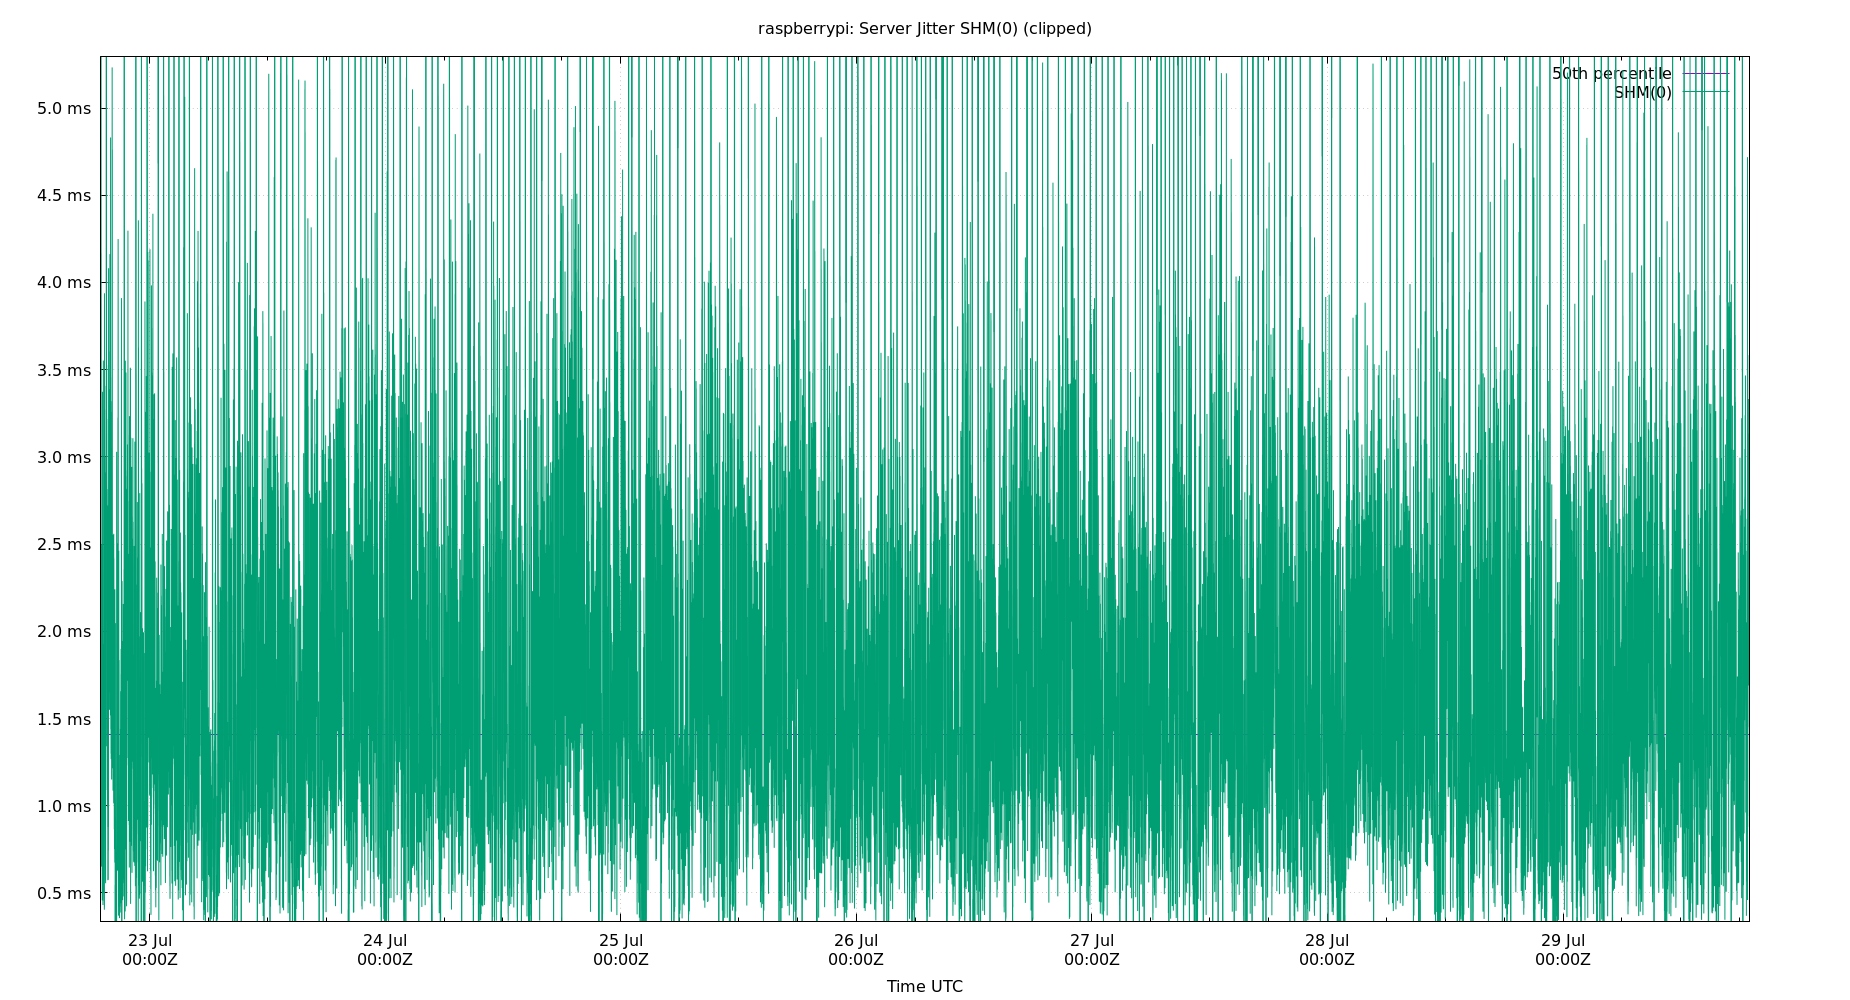 raspberrypi: Server Jitter SHM(0) (clipped)
50th percentile
SHM(0)
5.0 ms
4.5 ms
4.0 ms
3.5 ms
3.0 ms
2.5 ms
2.0 ms
1.5 ms
1.0 ms
0.5 ms
23 Jul 24 Jul 25 Jul 26 Jul 27 Jul 28 Jul 29 Jul
00:00Z 00:00Z 00:00Z 00:00Z 00:00Z 00:00Z 00:00Z
Time UTC